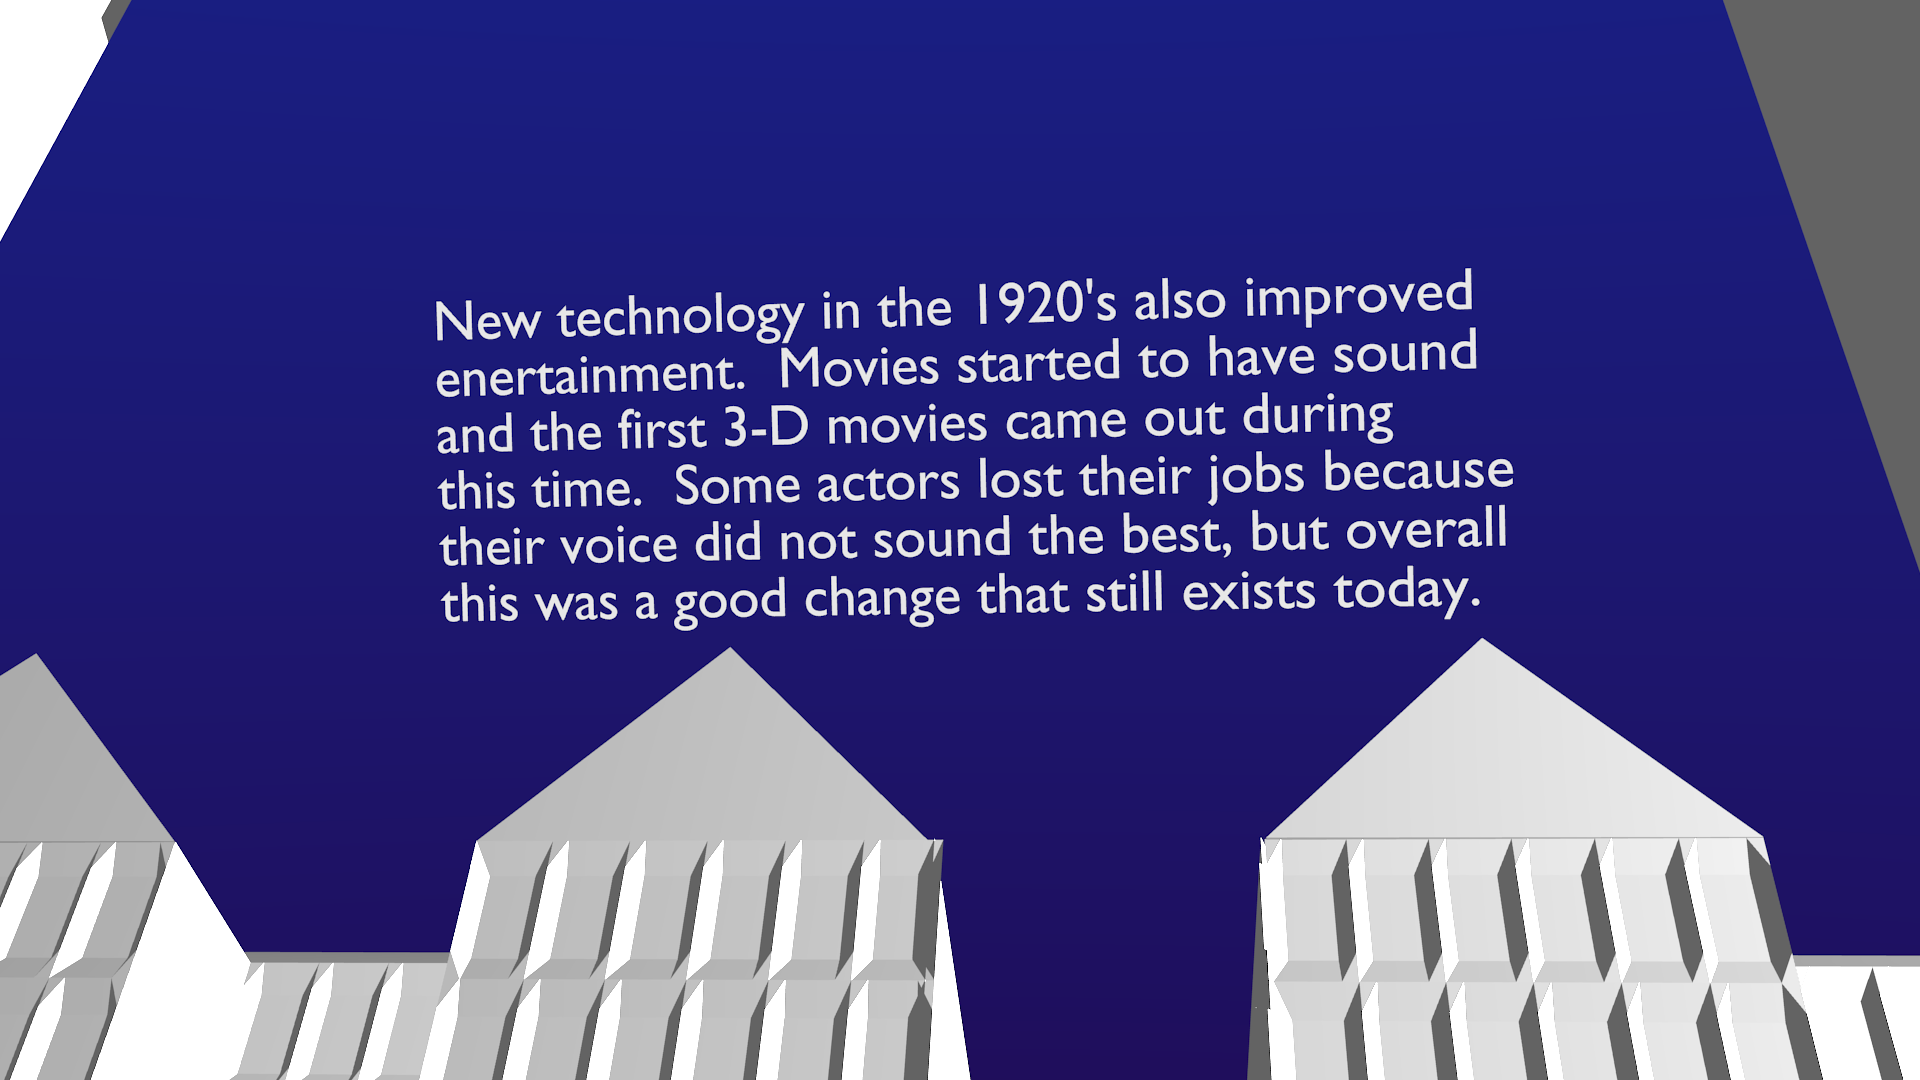 New technology in the 1920's also improved
enertainment.  Movies started to have sound
and the first 3-D movies came out during
this time.  Some actors lost their jobs because
their voice did not sound the best, but overall
this was a good change that still exists today.